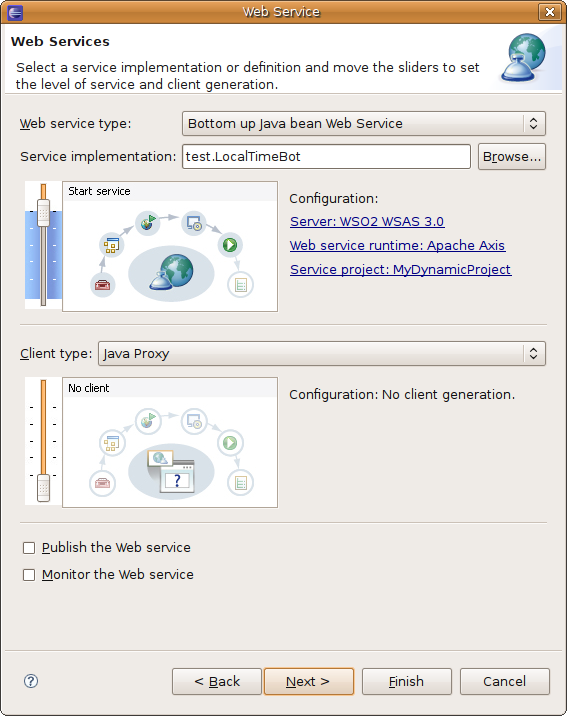 Web Service
Web Services
Select a service implementation or definition and move the sliders to set
the level of service and client generation.
Web service type: Bottom up Java bean Web Service
Service implementation: test.LocalTimeBot Browse...
Start service
Configuration:
Server: WSO2 WSAS 3.0
Web service runtime: Apache Axis
Service project: MyDynamicProject
Client type: Java Proxy
No client
Configuration: No client generation.
?
Publish the Web service
Monitor the Web service
? < Back Next > Finish Cancel